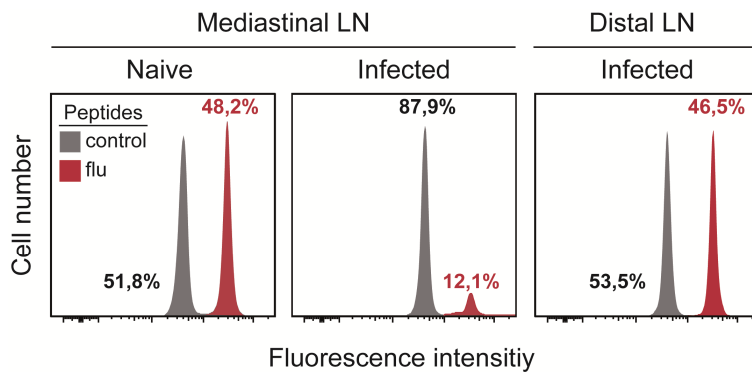 Mediastinal LN
Distal LN
Naive
Infected
Infected
Peptides
control
flu
48,2%
51,8%
87,9%
12,1%
46,5%
53,5%
Cell number
Fluorescence intensitiy